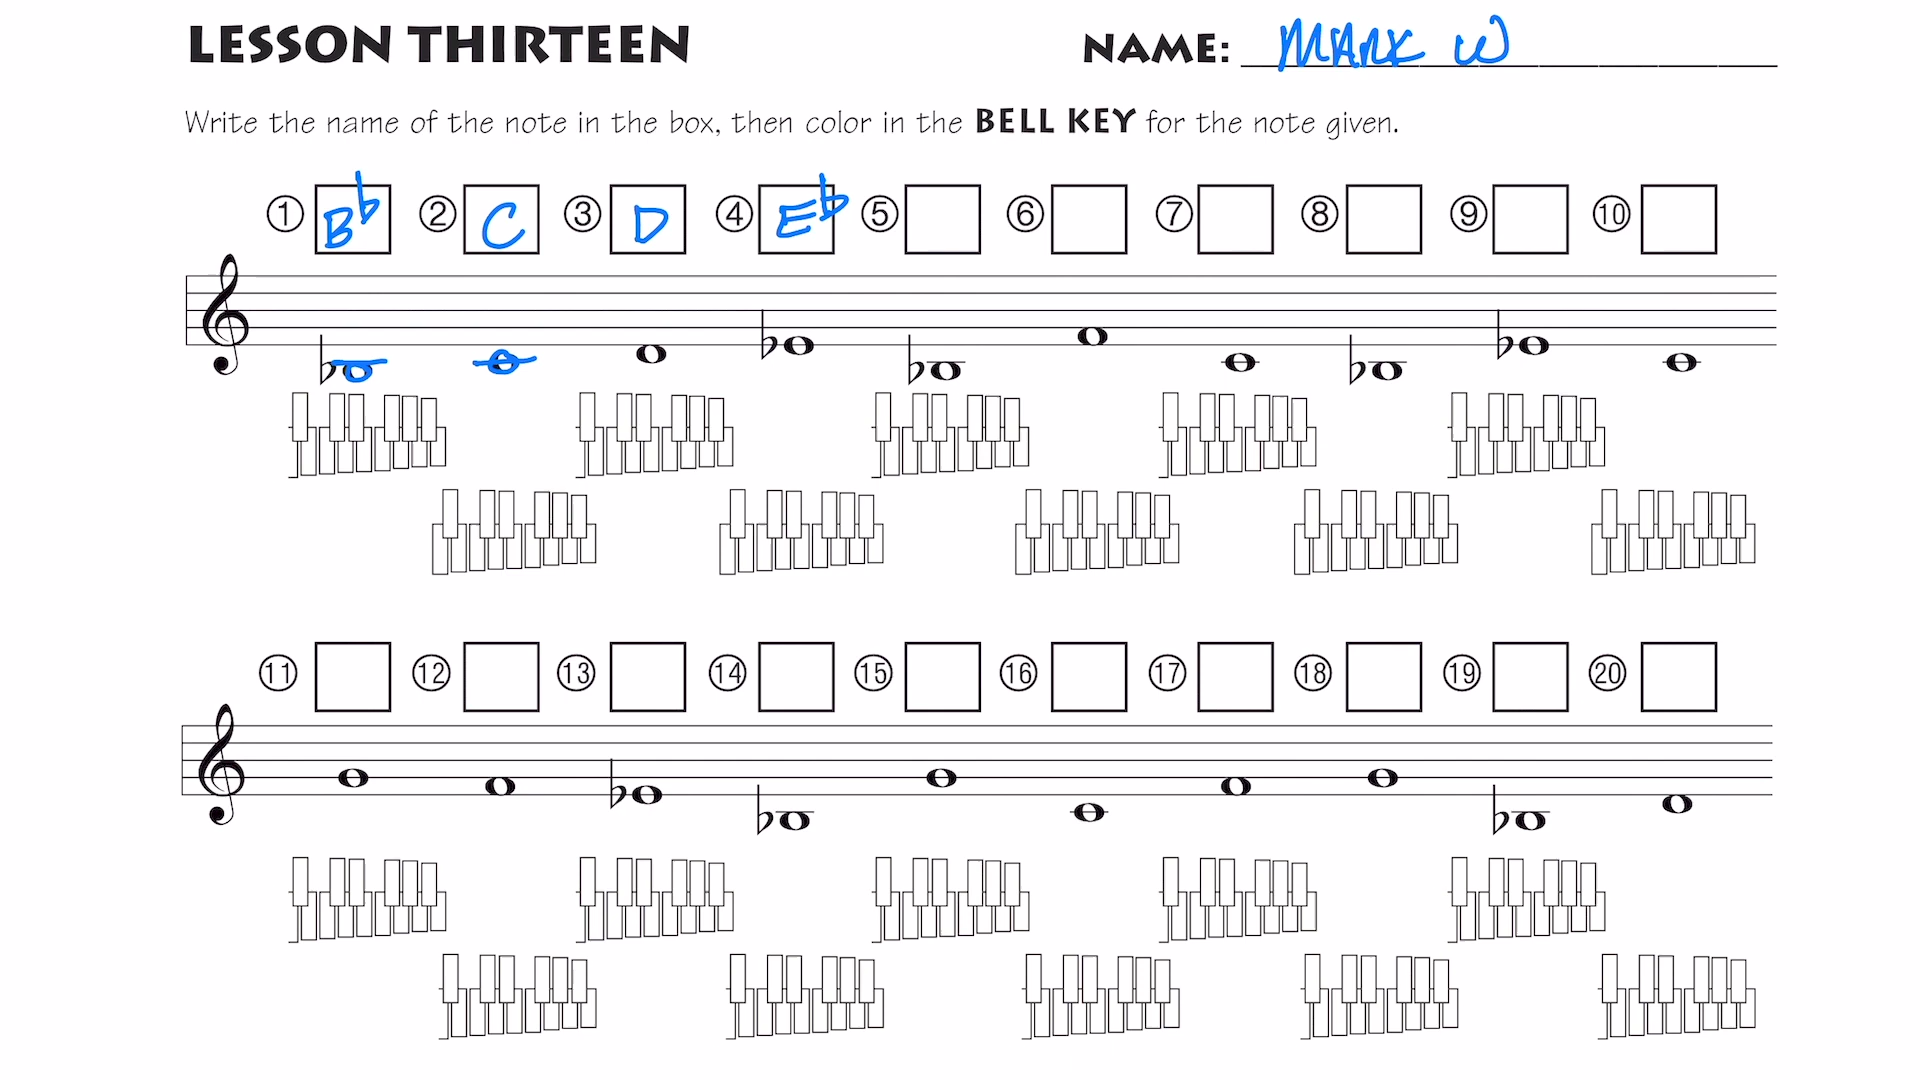 LESSON THIRTEEN NAME: MARK W
Write the name of the note in the box, then color in the BELL KEY for the note given.
① B♭ ② C ③ D ④ E♭ ⑤ ⑥ ⑦ ⑧ ⑨ ⑩
⑪ ⑫ ⑬ ⑭ ⑮ ⑯ ⑰ ⑱ ⑲ ⑳